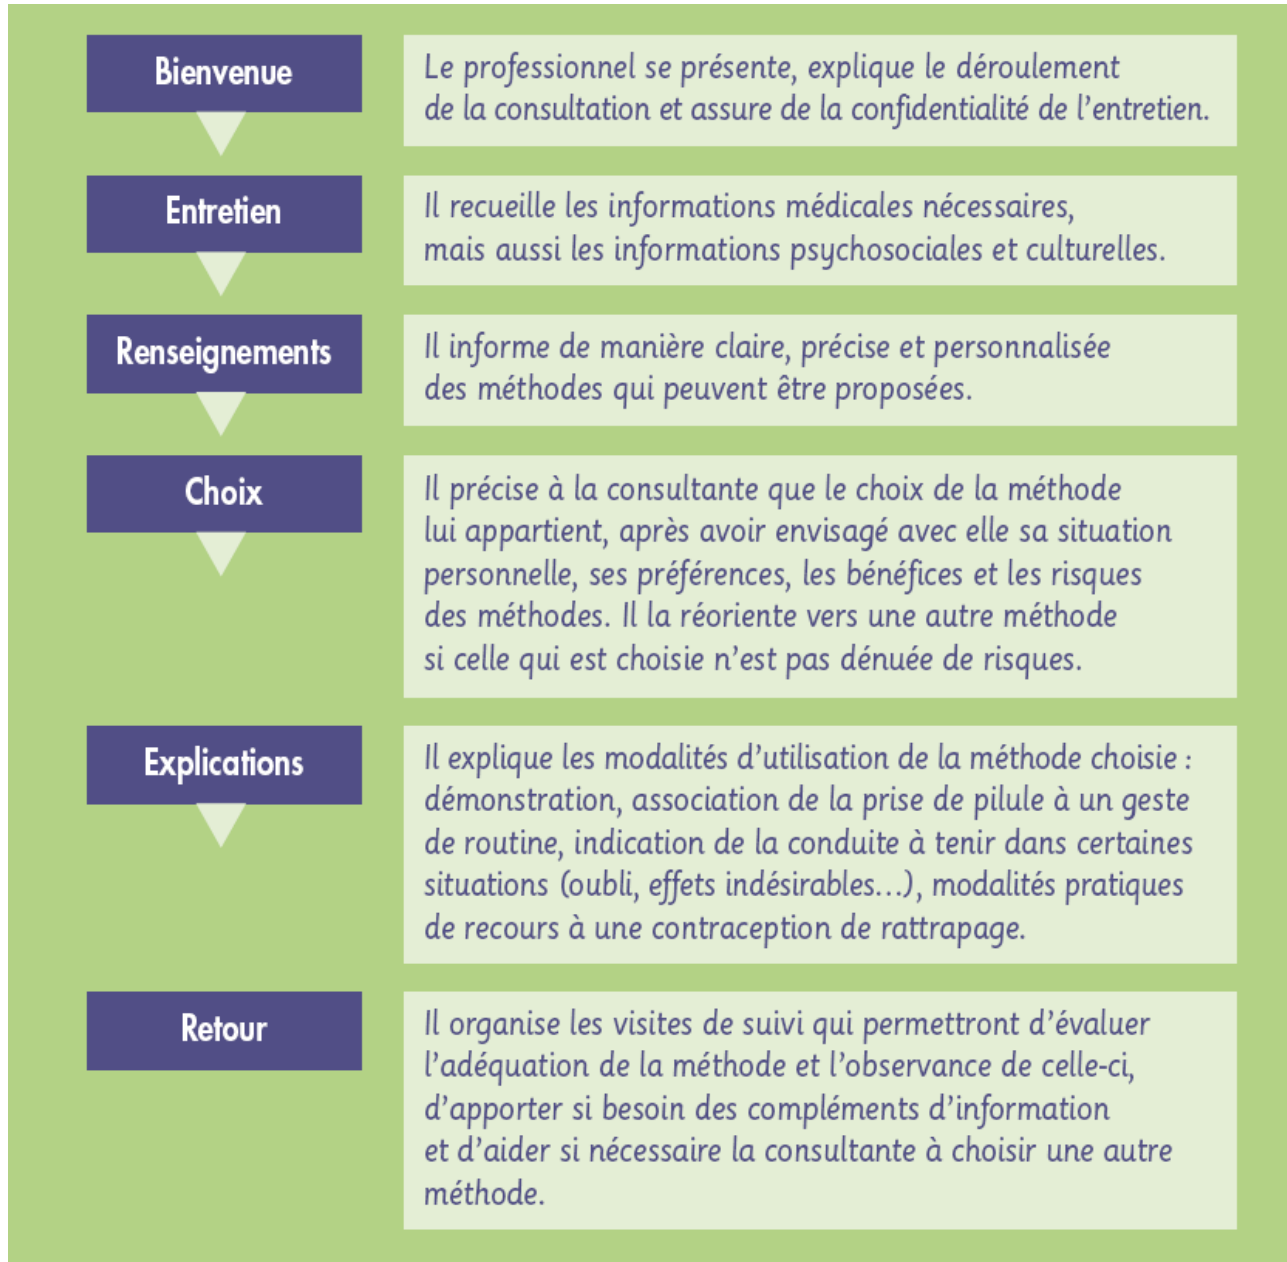 Bienvenue
Le professionnel se présente, explique le déroulement
de la consultation et assure de la confidentialité de l’entretien.
Entretien
Il recueille les informations médicales nécessaires,
mais aussi les informations psychosociales et culturelles.
Renseignements
Il informe de manière claire, précise et personnalisée
des méthodes qui peuvent être proposées.
Choix
Il précise à la consultante que le choix de la méthode
lui appartient, après avoir envisagé avec elle sa situation
personnelle, ses préférences, les bénéfices et les risques
des méthodes. Il la réoriente vers une autre méthode
si celle qui est choisie n’est pas dénuée de risques.
Explications
Il explique les modalités d’utilisation de la méthode choisie :
démonstration, association de la prise de pilule à un geste
de routine, indication de la conduite à tenir dans certaines
situations (oubli, effets indésirables…), modalités pratiques
de recours à une contraception de rattrapage.
Retour
Il organise les visites de suivi qui permettront d’évaluer
l’adéquation de la méthode et l’observance de celle-ci,
d’apporter si besoin des compléments d’information
et d’aider si nécessaire la consultante à choisir une autre
méthode.